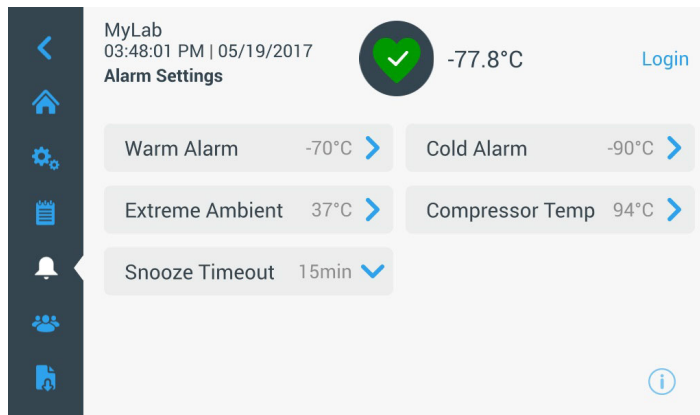 MyLab
03:48:01 PM | 05/19/2017
Alarm Settings
-77.8°C
Login
Warm Alarm -70°C
Cold Alarm -90°C
Extreme Ambient 37°C
Compressor Temp 94°C
Snooze Timeout 15min
i